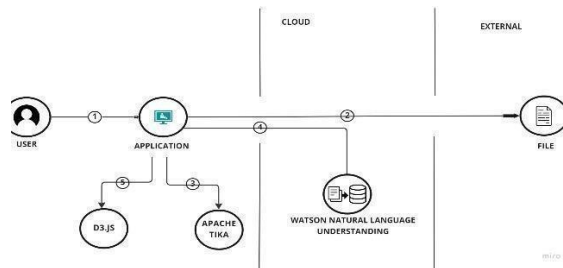 CLOUD
EXTERNAL
1
2
4
USER
APPLICATION
FILE
5
3
D3.JS
APACHE
TIKA
WATSON NATURAL LANGUAGE
UNDERSTANDING
miro